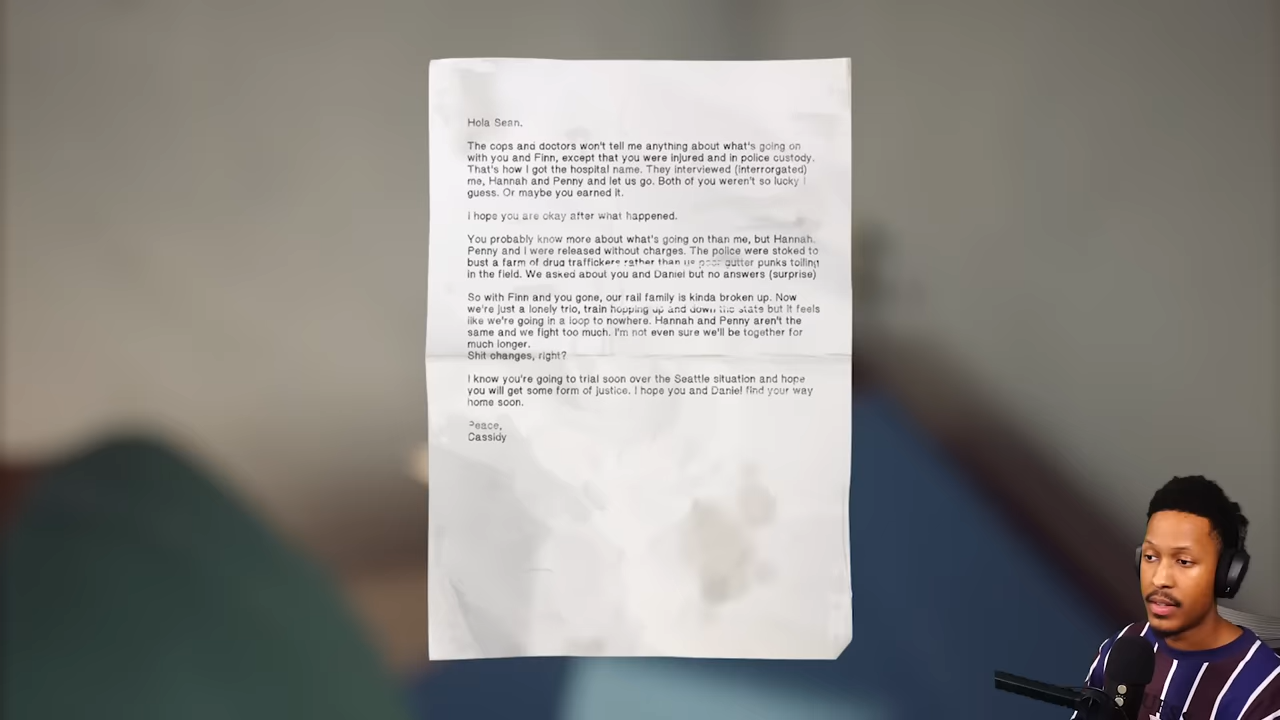 Hola Sean,
The cops and doctors won't tell me anything about what's going on
with you and Finn, except that you were injured and in police custody.
That's how I got the hospital name. They interviewed (interrorgated)
me, Hannah and Penny and let us go. Both of you weren't so lucky I
guess. Or maybe you earned it.
I hope you are okay after what happened.
You probably know more about what's going on than me, but Hannah,
Penny and I were released without charges. The police were stoked to
bust a farm of drug traffickers rather than us poor gutter punks toiling
in the field. We asked about you and Daniel but no answers (surprise)
So with Finn and you gone, our rail family is kinda broken up. Now
we're just a lonely trio, train hopping up and down the state but it feels
like we're going in a loop to nowhere. Hannah and Penny aren't the
same and we fight too much. I'm not even sure we'll be together for
much longer.
Shit changes, right?
I know you're going to trial soon over the Seattle situation and hope
you will get some form of justice. I hope you and Daniel find your way
home soon.
Peace,
Cassidy